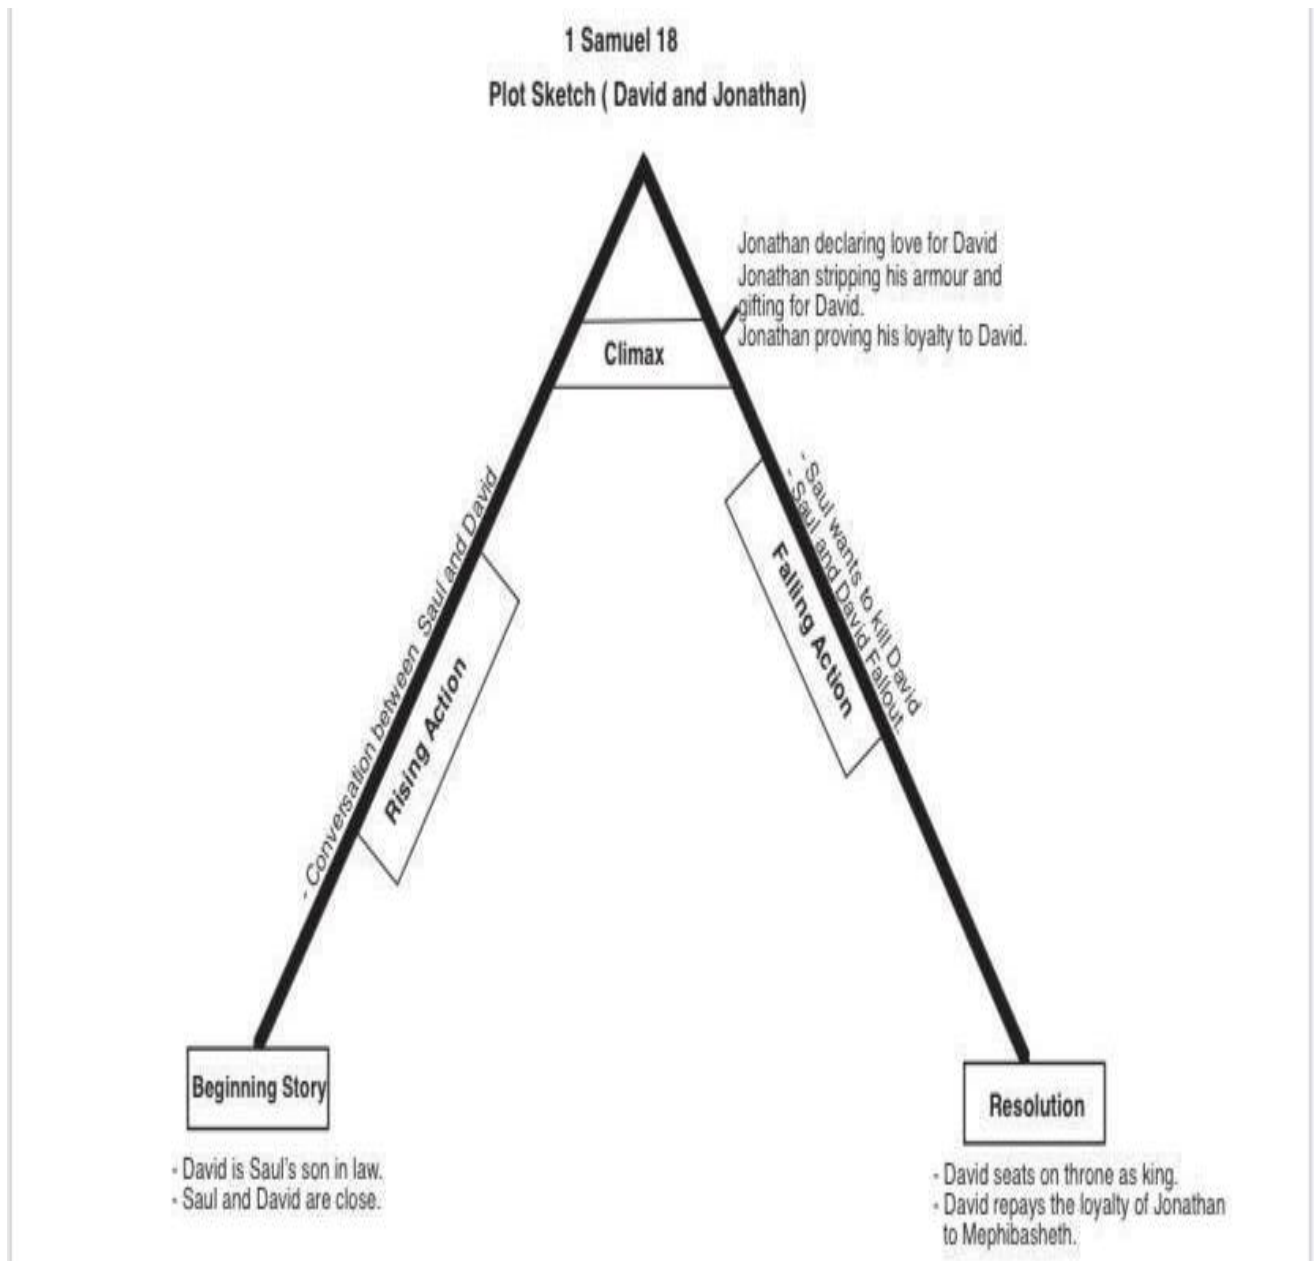 1 Samuel 18
Plot Sketch ( David and Jonathan)
Jonathan declaring love for David
Jonathan stripping his armour and
gifting for David.
Jonathan proving his loyalty to David.
Climax
- Conversation between Saul and David
Rising Action
- Saul wants to kill David
- Saul and David Fallout.
Falling Action
Beginning Story
- David is Saul's son in law.
- Saul and David are close.
Resolution
- David seats on throne as king.
- David repays the loyalty of Jonathan
to Mephibasheth.